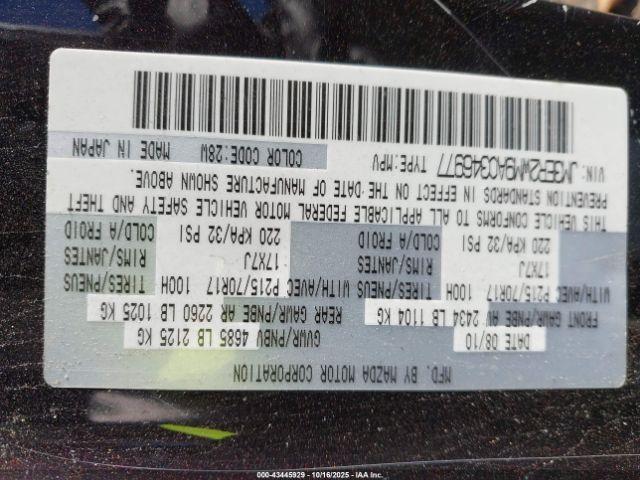 MFD. BY MAZDA MOTOR CORPORATION
DATE 08/10 GVWR/PNBV 4685 LB 2125 KG
FRONT GAWR/PNBE AV 2434 LB 1104 KG REAR GAWR/PNBE AR 2260 LB 1025 KG
WITH/AVEC P215/70R17 100H TIRES/PNEUS WITH/AVEC P215/70R17 100H TIRES/PNEUS
17X7J RIMS/JANTES 17X7J RIMS/JANTES
220 KPA/32 PSI COLD/A FROID 220 KPA/32 PSI COLD/A FROID
THIS VEHICLE CONFORMS TO ALL APPLICABLE FEDERAL MOTOR VEHICLE SAFETY AND THEFT
PREVENTION STANDARDS IN EFFECT ON THE DATE OF MANUFACTURE SHOWN ABOVE.
VIN: JM3ER2WM9A0346977 TYPE:MPV COLOR CODE:28W MADE IN JAPAN
000-43445929 - 10/16/2025 - IAA Inc.